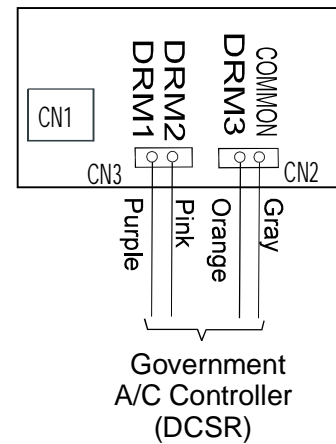 DRM1
DRM2
DRM3
COMMON
CN1
CN3
CN2
Purple
Pink
Orange
Gray
Government
A/C Controller
(DCSR)